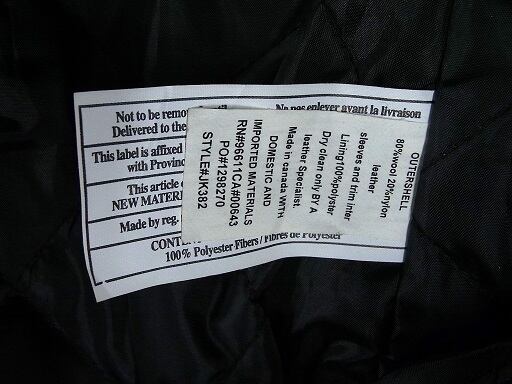 Not to be remo
Delivered to the
Ne pas enlever avant la livraison
This label is affixed
with Provinc
This article
NEW MATERI
Made by reg.
CONTEN
100% Polyester Fibers / Fibres de Polyester
OUTERSHELL
80%wool,20%nylon
leather
sleeves and trim inter
Lining100%polyster
Dry clean only BY A
leather Specialist.
Made in canada WITH
DOMESTIC AND
IMPORTED MATERIALS
RN#96611CA#00643
PO#1298270
STYLE#JK382